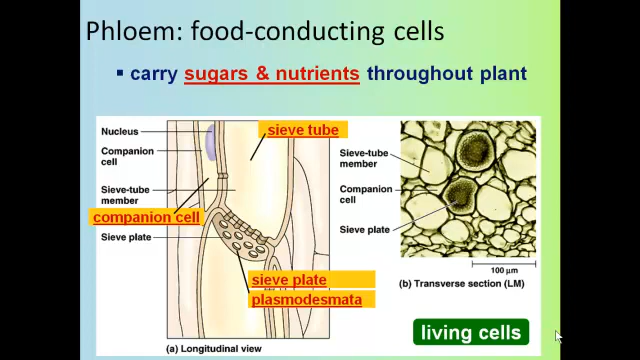 Phloem: food-conducting cells
▪ carry sugars & nutrients throughout plant
Nucleus
Companion
cell
Sieve-tube
member
companion cell
Sieve plate
sieve tube
sieve plate
plasmodesmata
(a) Longitudinal view
Sieve-tube
member
Companion
cell
Sieve plate
100 µm
(b) Transverse section (LM)
living cells